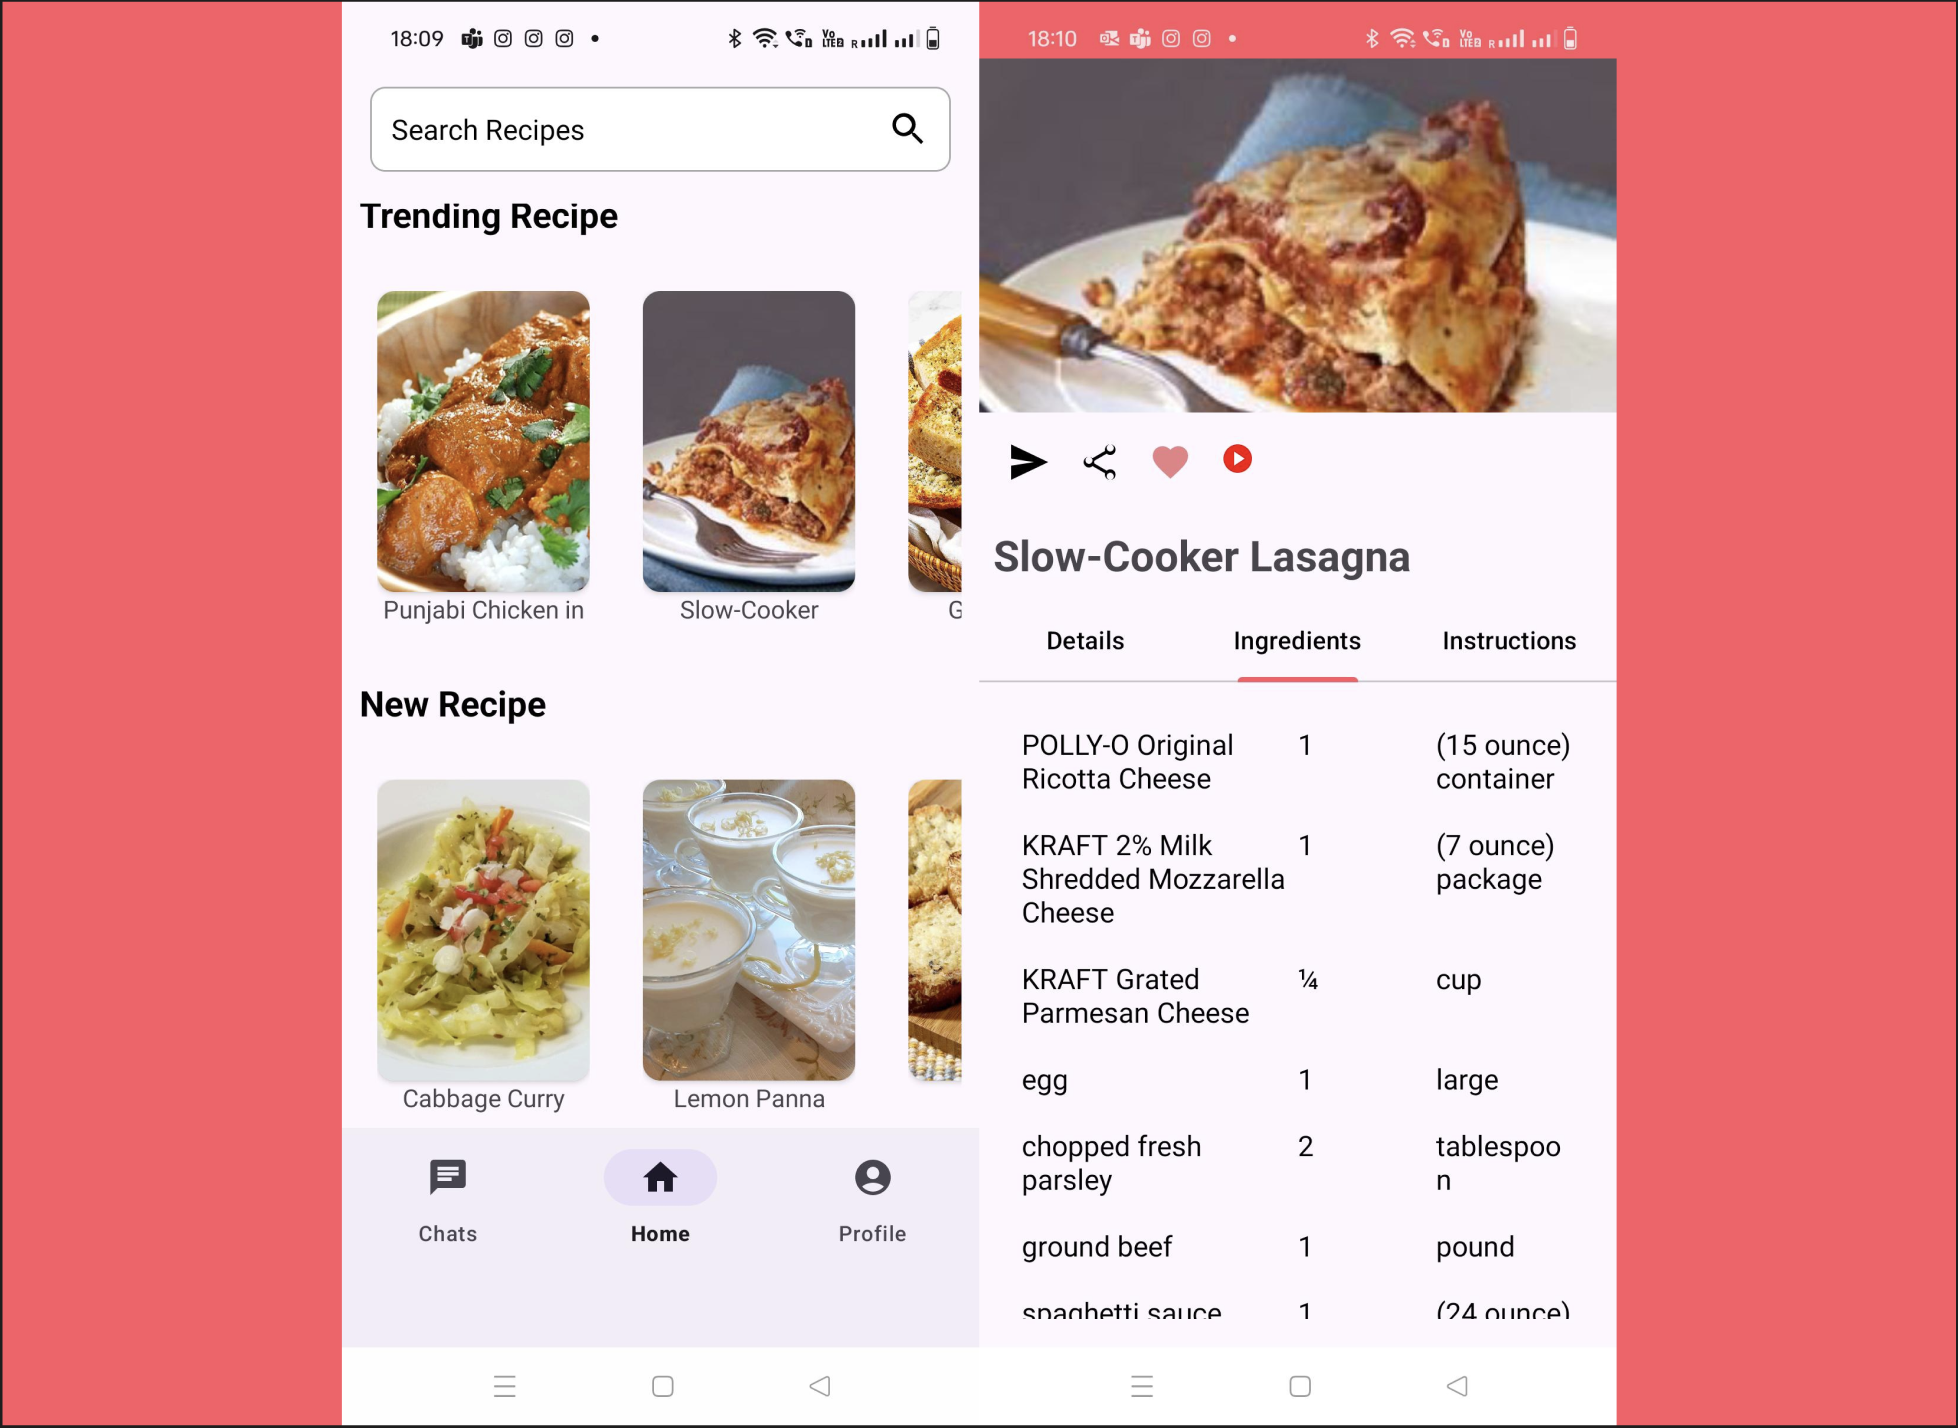 18:09
Search Recipes
Trending Recipe
Punjabi Chicken in
Slow-Cooker
G
New Recipe
Cabbage Curry
Lemon Panna
Chats
Home
Profile
18:10
Slow-Cooker Lasagna
Details Ingredients Instructions
POLLY-O Original 1 (15 ounce)
Ricotta Cheese container
KRAFT 2% Milk 1 (7 ounce)
Shredded Mozzarella package
Cheese
KRAFT Grated ¼ cup
Parmesan Cheese
egg 1 large
chopped fresh 2 tablespoo
parsley n
ground beef 1 pound
spaghetti sauce 1 (24 ounce)